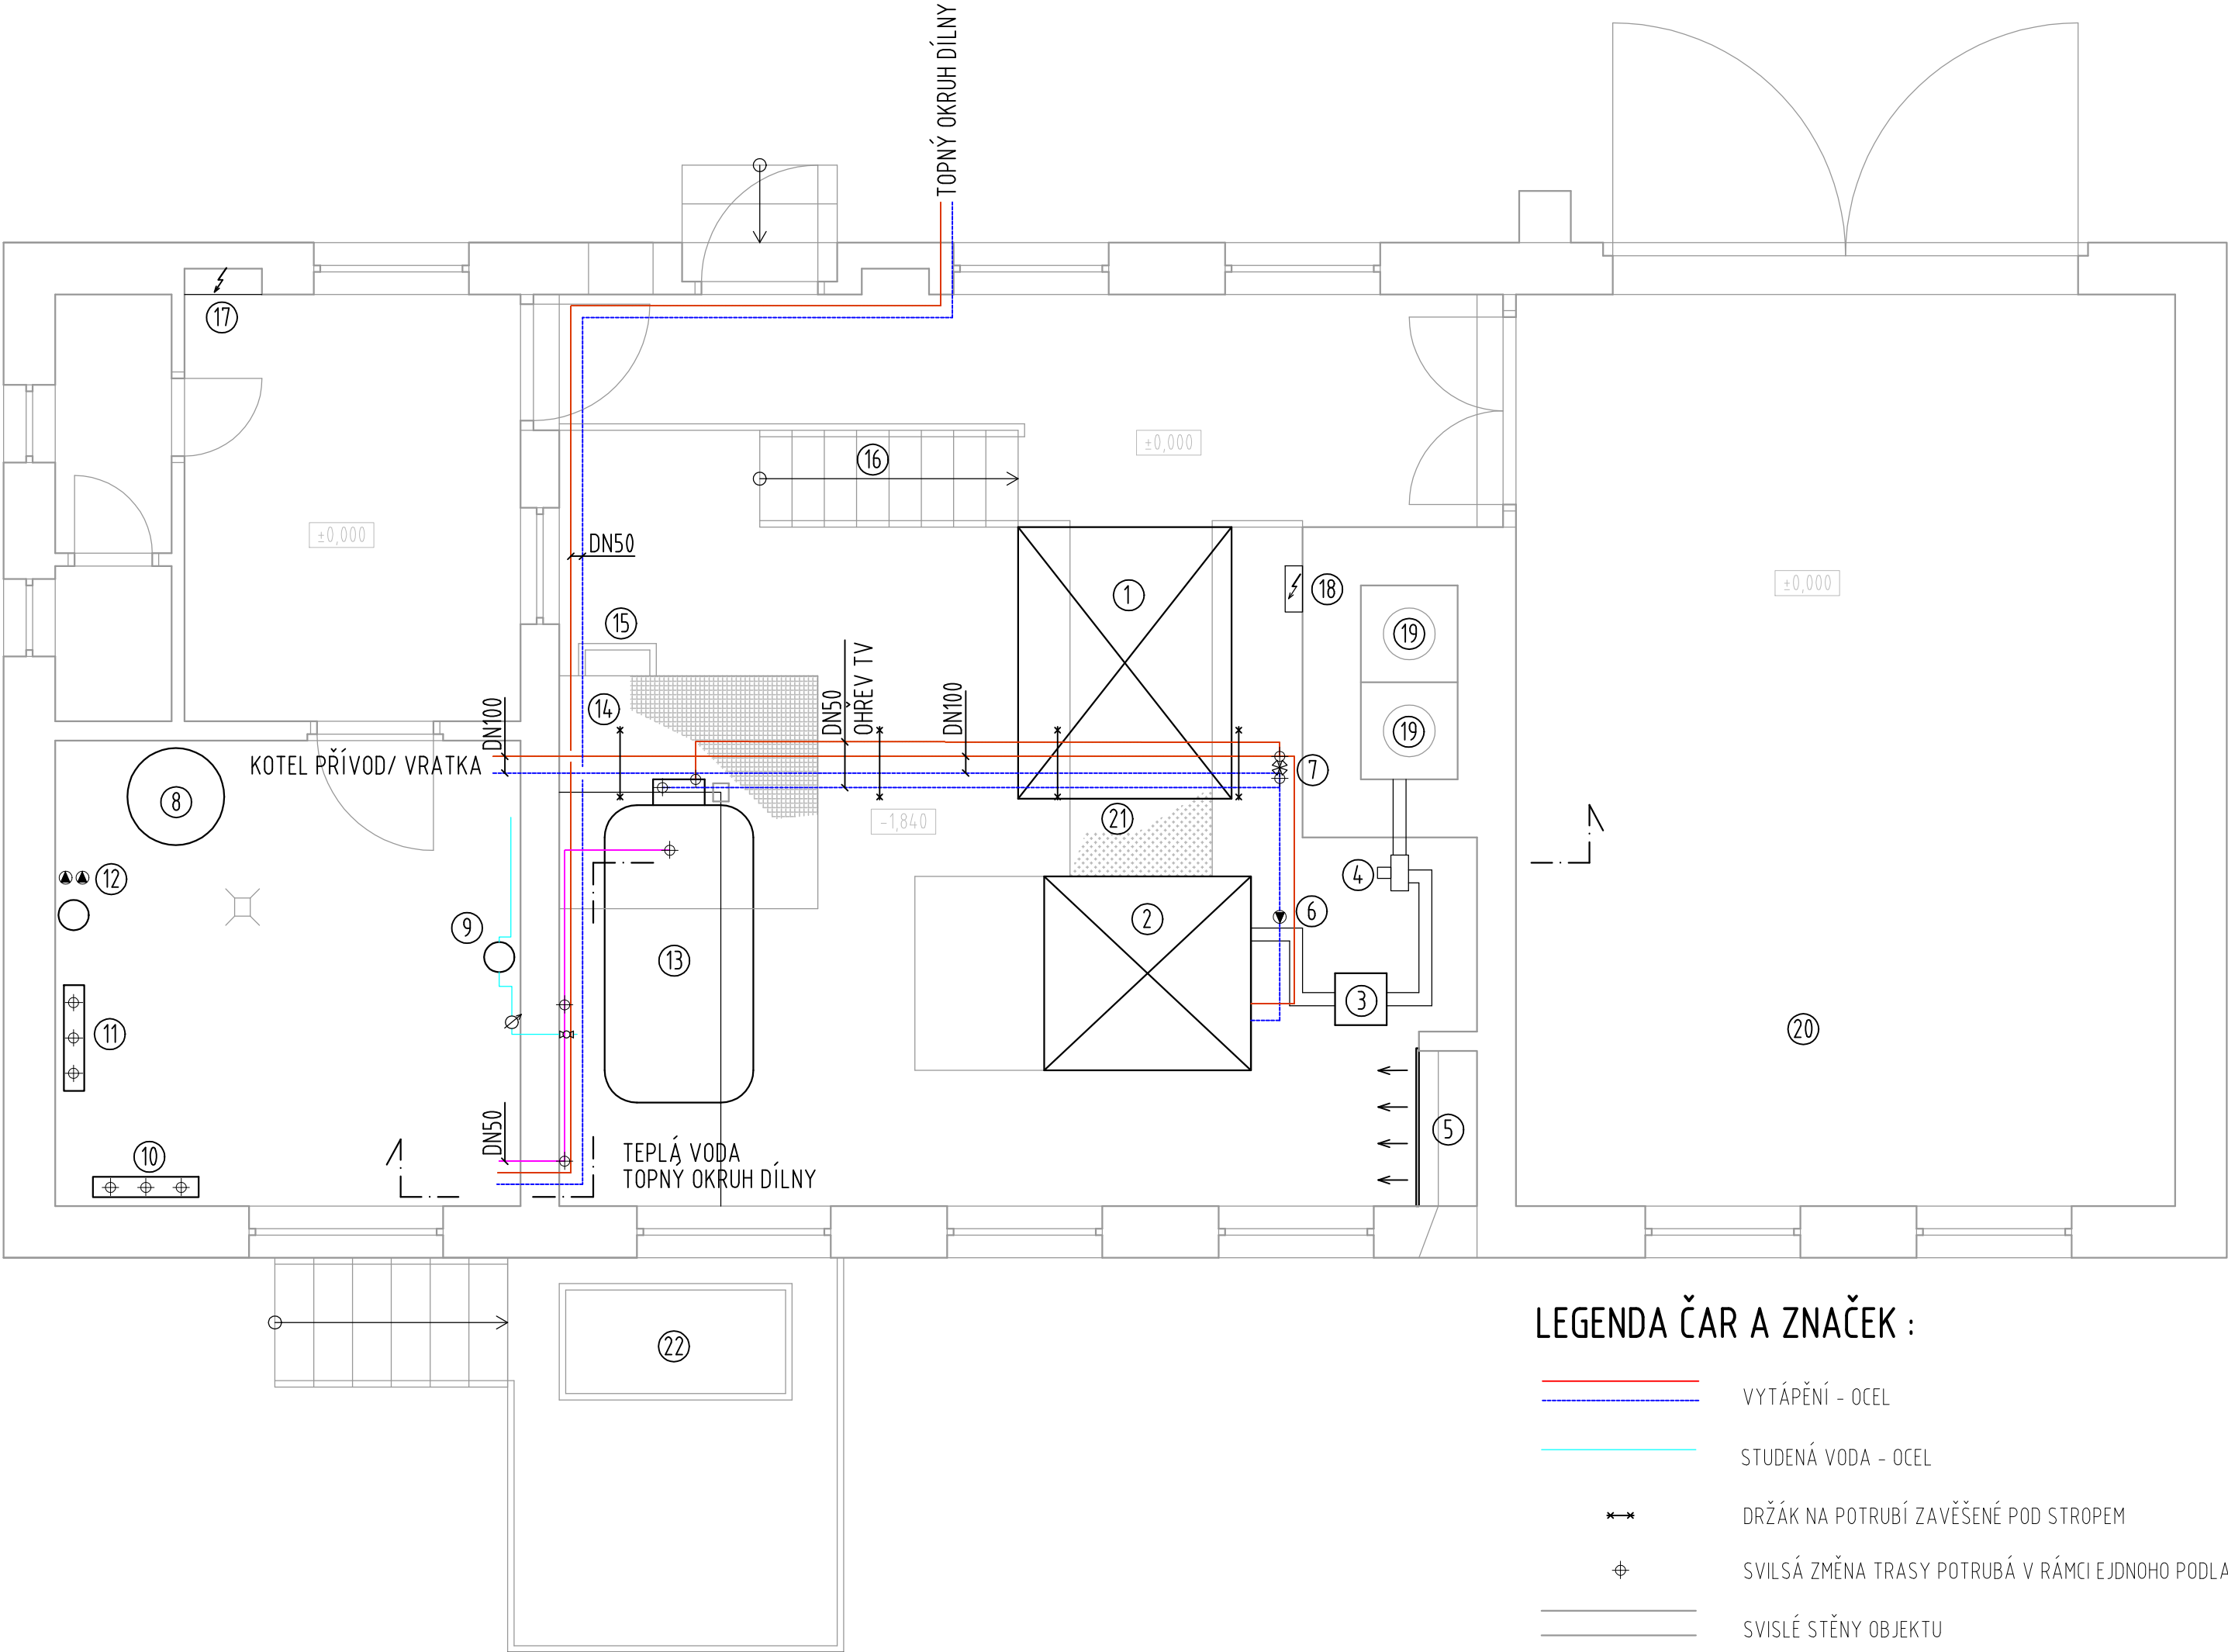 TOPNÝ OKRUH DÍLNY
17
16
±0,000
±0,000
±0,000
DN50
1
18
15
19
14
DN100
DN50
OHŘEV TV
DN100
19
KOTEL PŘÍVOD/ VRATKA
7
8
21
-1,840
12
4
9
2
6
13
3
11
20
DN50
5
10
TEPLÁ VODA
TOPNÝ OKRUH DÍLNY
22
LEGENDA ČAR A ZNAČEK :
VYTÁPĚNÍ - OCEL
STUDENÁ VODA - OCEL
DRŽÁK NA POTRUBÍ ZAVĚŠENÉ POD STROPEM
SVILSÁ ZMĚNA TRASY POTRUBÁ V RÁMCI EJDNOHO PODLA
SVISLÉ STĚNY OBJEKTU